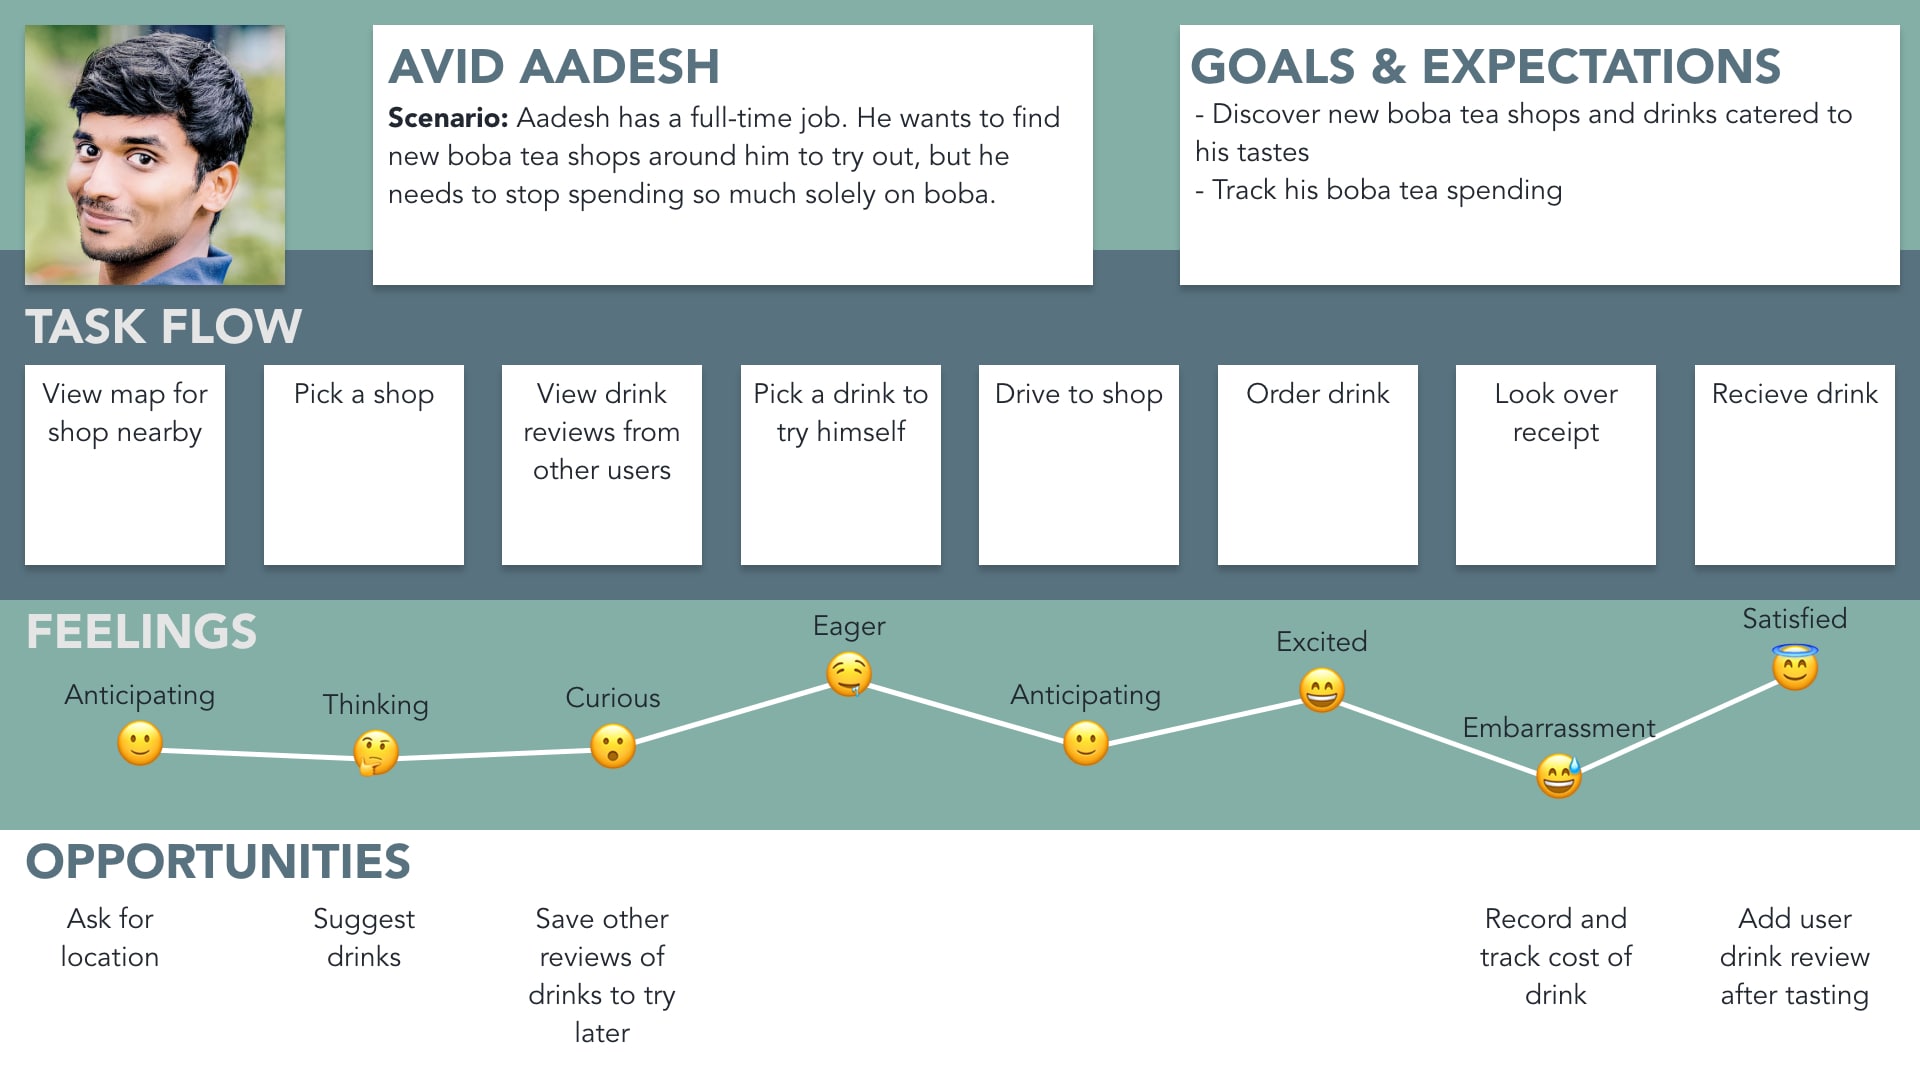 AVID AADESH
Scenario: Aadesh has a full-time job. He wants to find
new boba tea shops around him to try out, but he
needs to stop spending so much solely on boba.
GOALS & EXPECTATIONS
- Discover new boba tea shops and drinks catered to
his tastes
- Track his boba tea spending
TASK FLOW
View map for
shop nearby
Pick a shop
View drink
reviews from
other users
Pick a drink to
try himself
Drive to shop
Order drink
Look over
receipt
Recieve drink
FEELINGS
Anticipating
Thinking
Curious
Eager
Anticipating
Excited
Embarrassment
Satisfied
OPPORTUNITIES
Ask for
location
Suggest
drinks
Save other
reviews of
drinks to try
later
Record and
track cost of
drink
Add user
drink review
after tasting